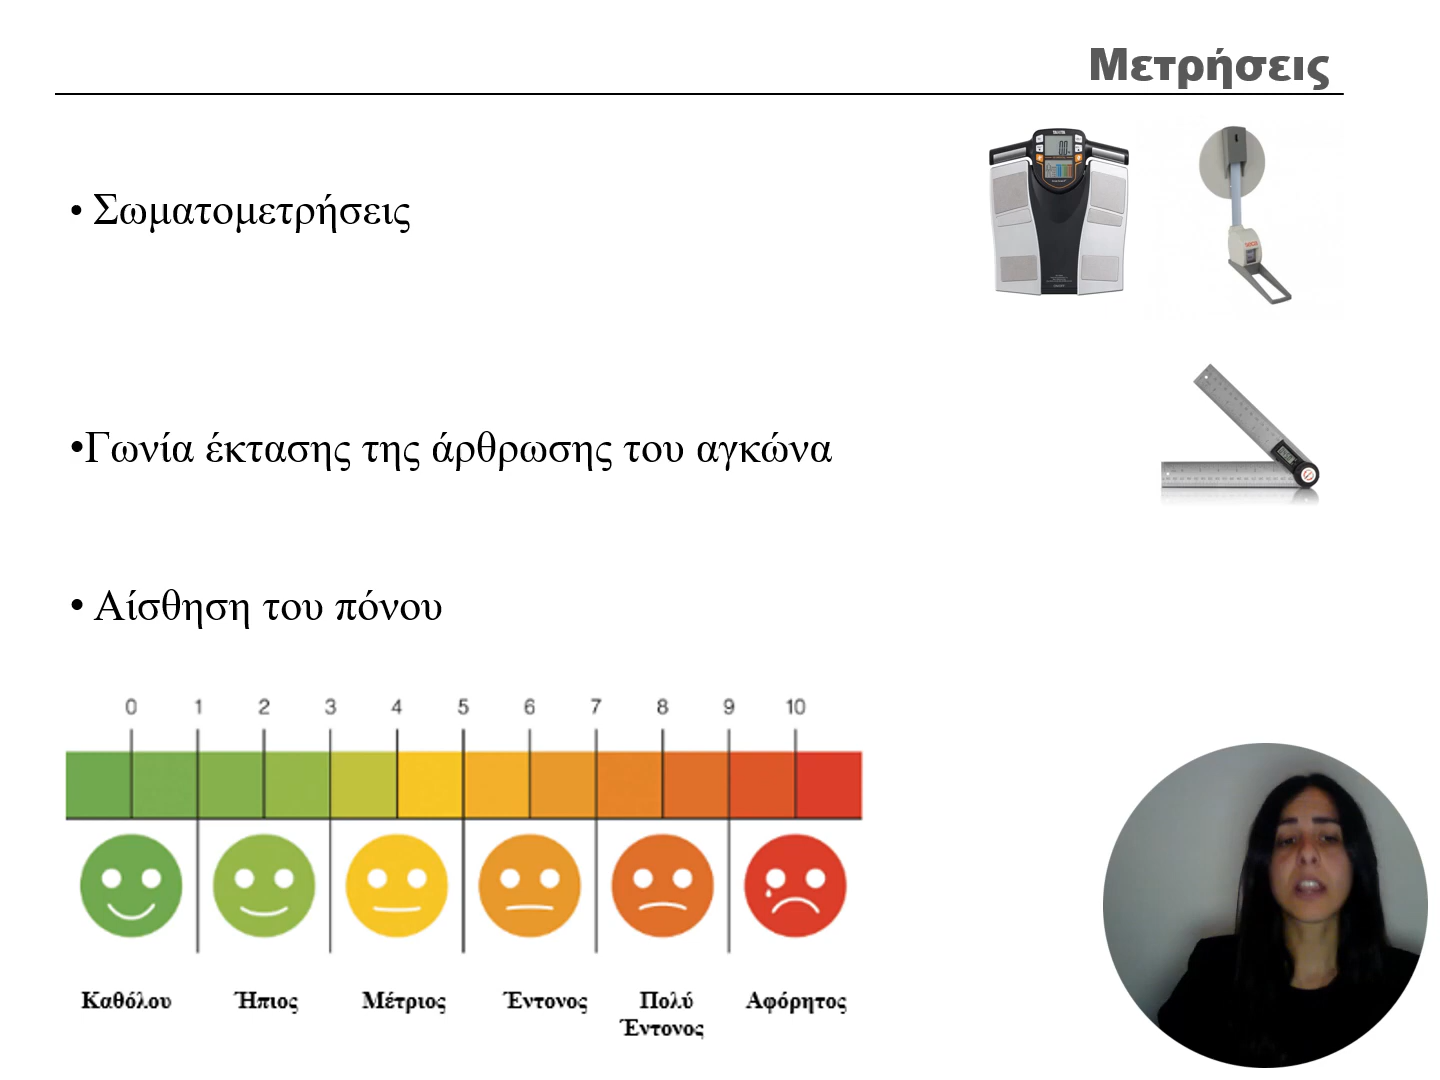 Μετρήσεις
• Σωματομετρήσεις
•Γωνία έκτασης της άρθρωσης του αγκώνα
• Αίσθηση του πόνου
0 1 2 3 4 5 6 7 8 9 10
Καθόλου Ήπιος Μέτριος Έντονος Πολύ Έντονος Αφόρητος